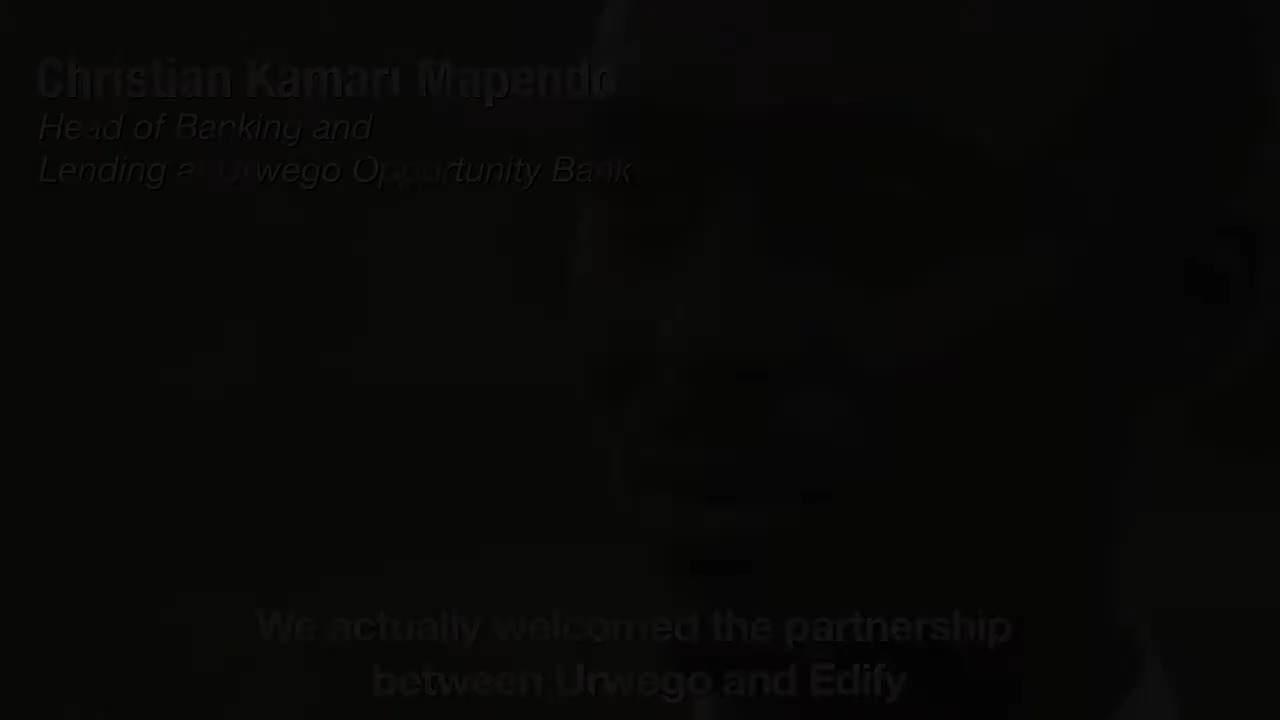 Christian Kamari Mapendo
Head of Banking and
Lending at Urwego Opportunity Bank
We actually welcomed the partnership
between Urwego and Edify